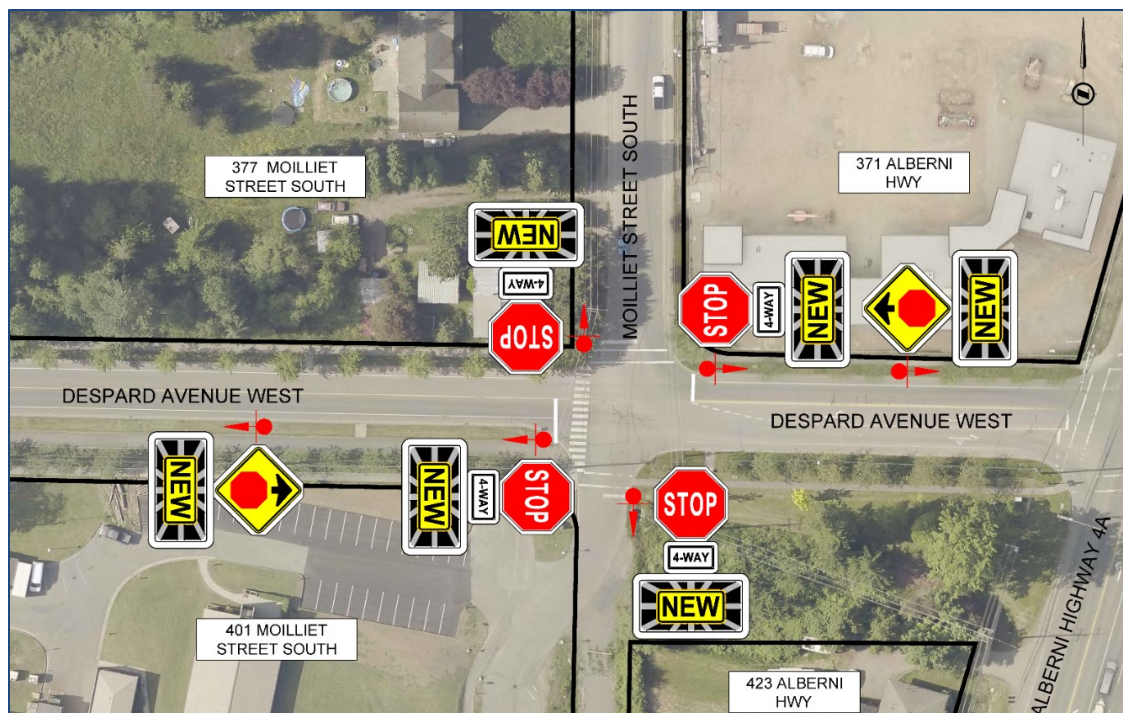 377 MOILLIET
STREET SOUTH
NEW
4-WAY
STOP
MOILLIET STREET SOUTH
371 ALBERNI
HWY
STOP
4-WAY
NEW
NEW
DESPARD AVENUE WEST
DESPARD AVENUE WEST
NEW
NEW
4-WAY
STOP
STOP
4-WAY
NEW
401 MOILLIET
STREET SOUTH
423 ALBERNI
HWY
ALBERNI HIGHWAY 4A